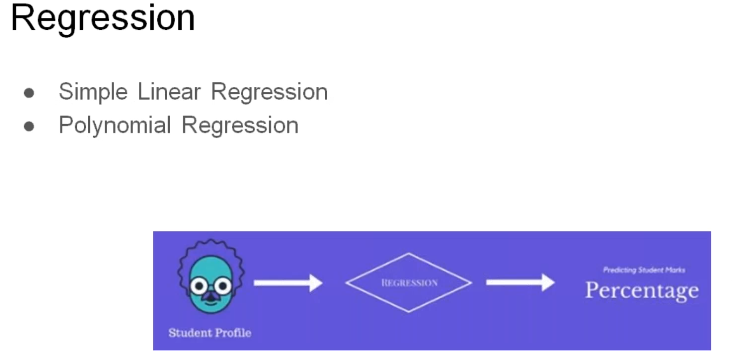 Regression
● Simple Linear Regression
● Polynomial Regression
REGRESSION
Predicting Student Marks
Percentage
Student Profile